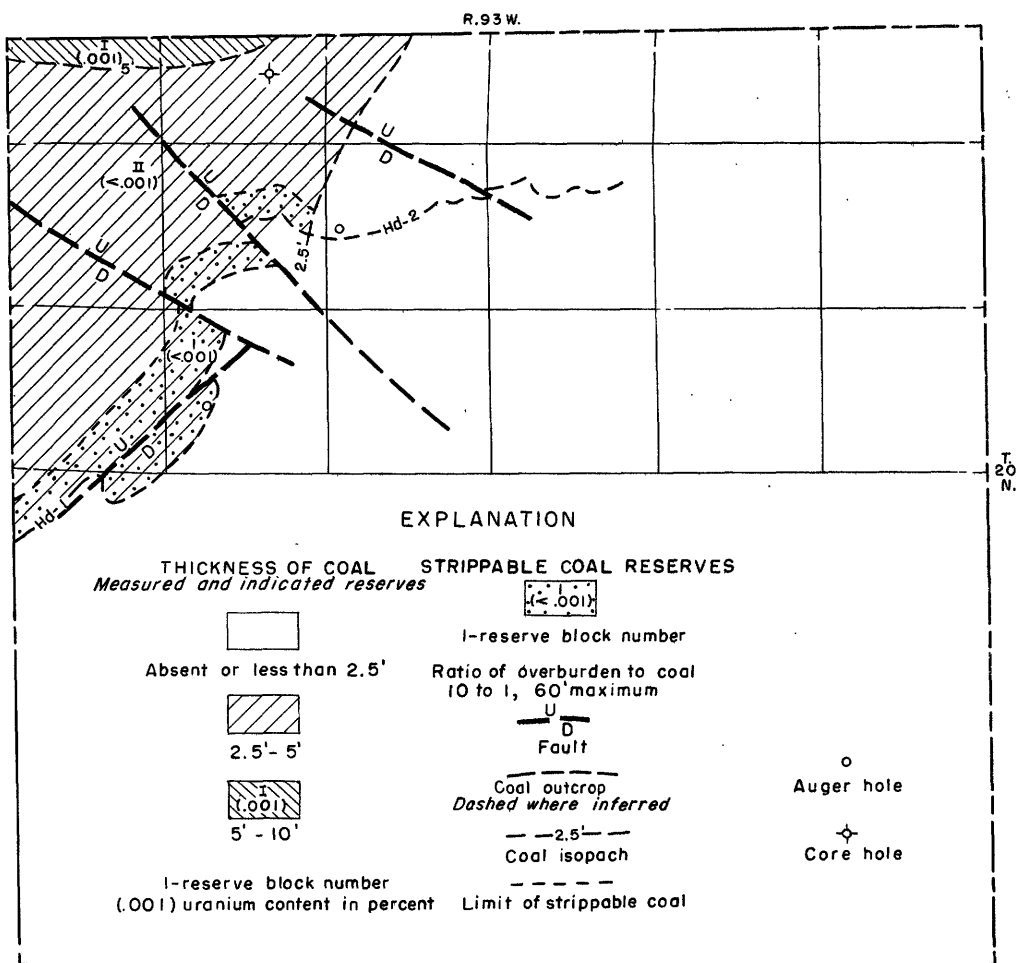 R. 93 W.
I
(.001)
5
U
D
II
(<.001)
U
D
Hd-2
2.5'
U
D
I
(<.001)
U
D
Hd-1
T.
20
N.
EXPLANATION
THICKNESS OF COAL
Measured and indicated reserves
Absent or less than 2.5'
2.5'- 5'
I
(.001)
5' - 10'
I-reserve block number
(.001) uranium content in percent
STRIPPABLE COAL RESERVES
I
(<.001)
I-reserve block number
Ratio of overburden to coal
10 to 1, 60' maximum
U
D
Fault
Coal outcrop
Dashed where inferred
2.5'
Coal isopach
Limit of strippable coal
Auger hole
Core hole